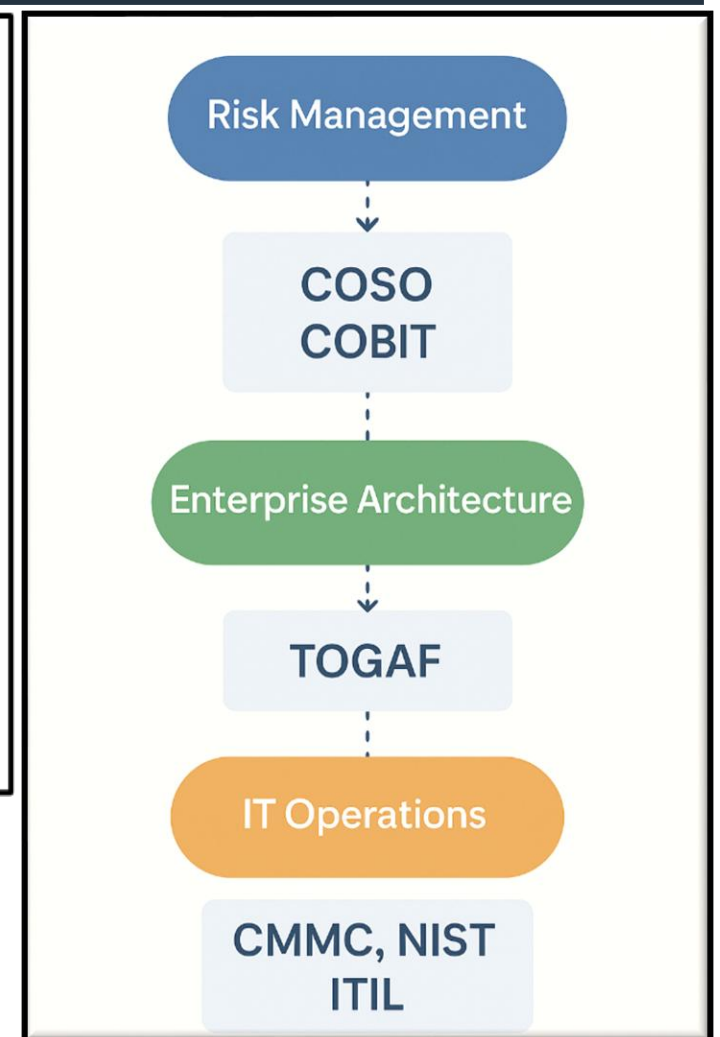 Risk Management
COSO
COBIT
Enterprise Architecture
TOGAF
IT Operations
CMMC, NIST
ITIL